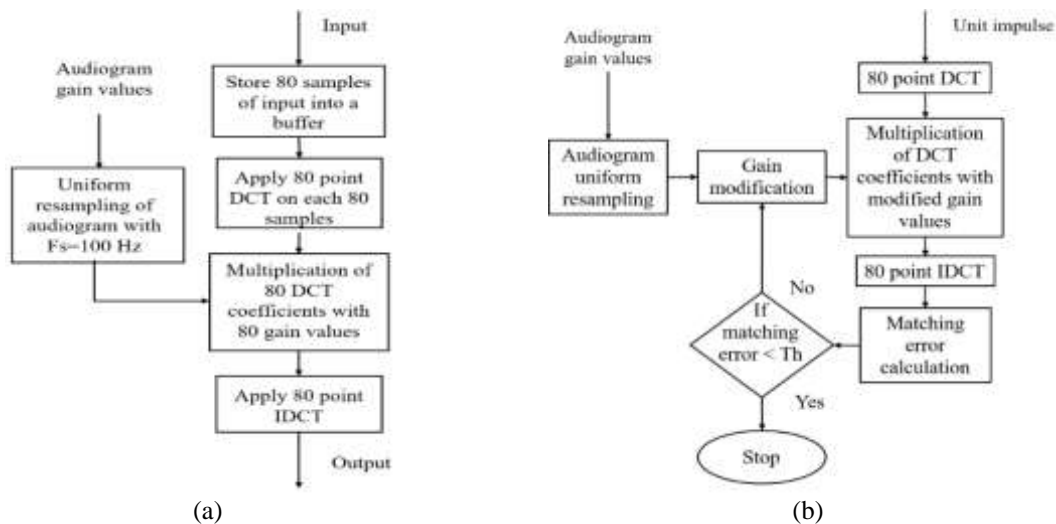 Input
Audiogram
gain values
Store 80 samples
of input into a
buffer
Apply 80 point
DCT on each 80
samples
Uniform
resampling of
audiogram with
Fs=100 Hz
Multiplication of
80 DCT
coefficients with
80 gain values
Apply 80 point
IDCT
Output
(a)
Unit impulse
Audiogram
gain values
80 point DCT
Audiogram
uniform
resampling
Gain
modification
Multiplication
of DCT
coefficients with
modified gain
values
80 point IDCT
No
If
matching
error < Th
Matching
error
calculation
Yes
Stop
(b)